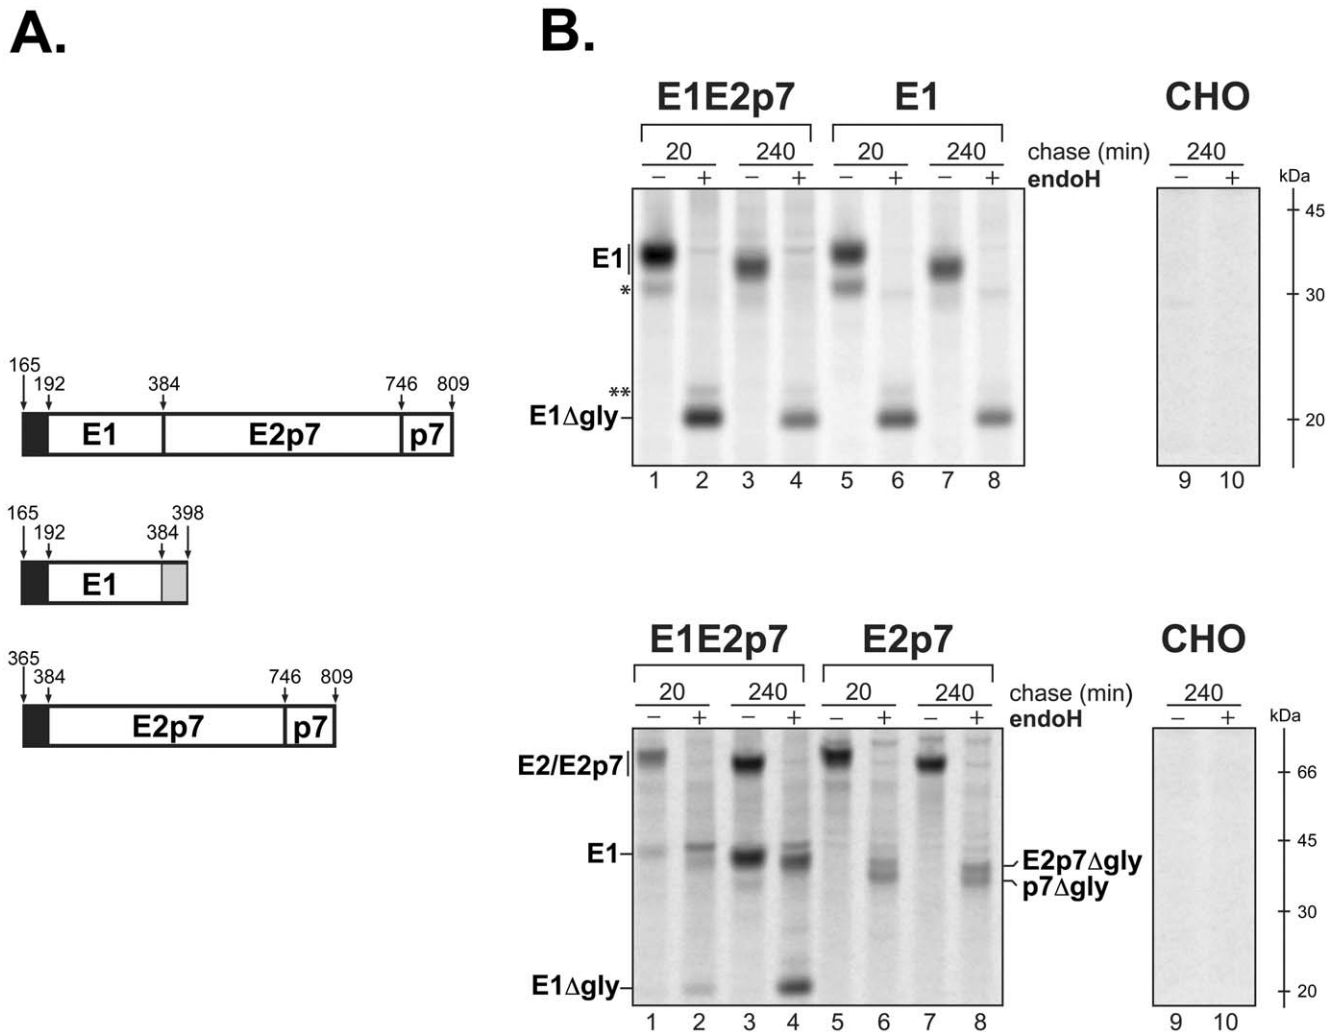 A.
B.
165
192
384
746
809
E1
E2p7
p7
165
192
384
398
E1
365
384
746
809
E2p7
p7
E1E2p7
E1
CHO
20
240
20
240
chase (min)
240
− + − + − + − +
endoH
− +
kDa
45
30
20
E1
*
**
E1Δgly
1 2 3 4 5 6 7 8
9 10
E1E2p7
E2p7
CHO
20
240
20
240
chase (min)
240
− + − + − + − +
endoH
− +
kDa
66
45
30
20
E2/E2p7
E1
E1Δgly
E2p7Δgly
p7Δgly
1 2 3 4 5 6 7 8
9 10